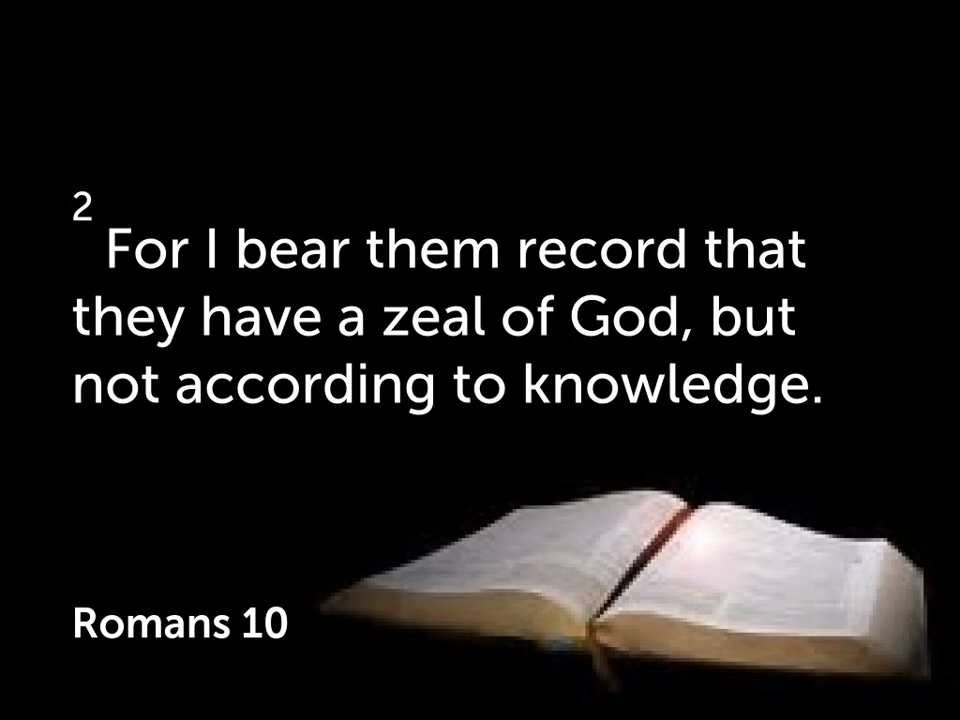 2
For I bear them record that
they have a zeal of God, but
not according to knowledge.
Romans 10